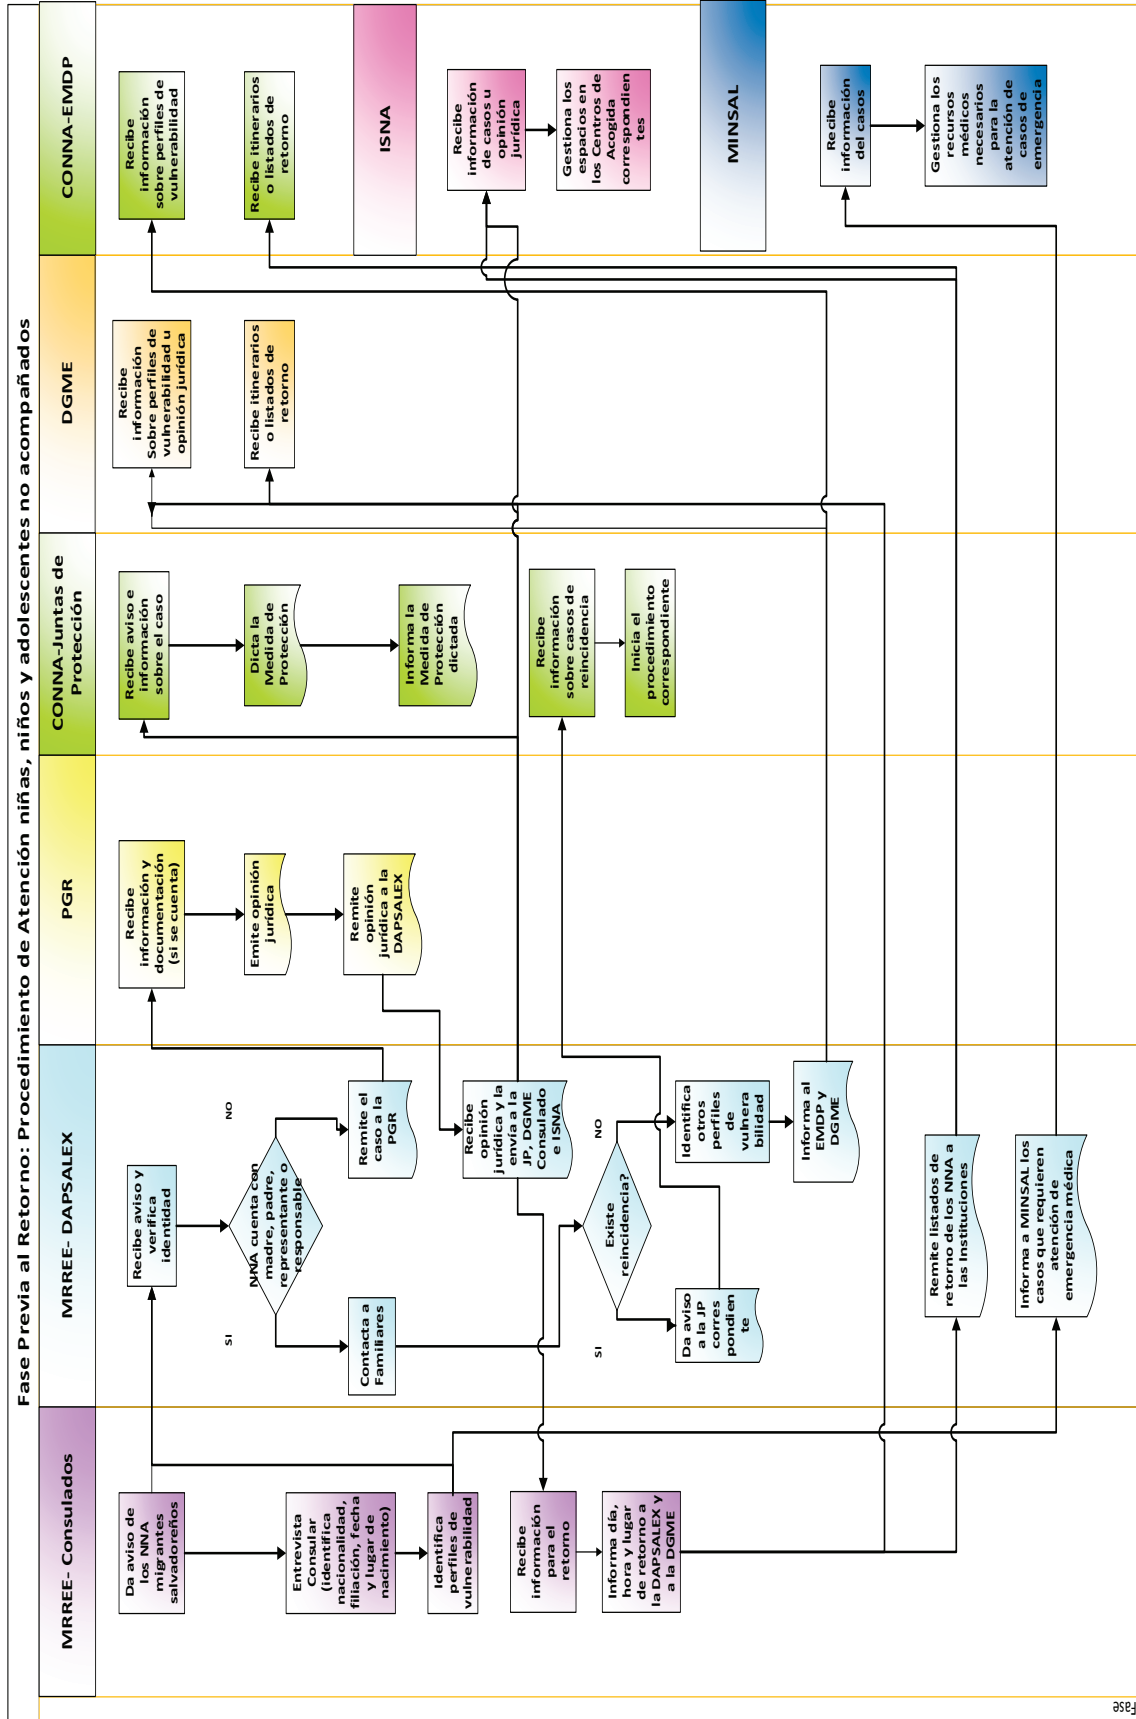 Fase Previa al Retorno: Procedimiento de Atención niñas, niños y adolescentes no acompañados
MRREE- Consulados
MRREE- DAPSALEX
PGR
CONNA-Juntas de
Protección
DGME
CONNA-EMDP
Da aviso de
los NNA
migrantes
salvadoreños
Entrevista
Consular
(identifica
nacionalidad,
filiación, fecha
y lugar de
nacimiento)
Identifica
perfiles de
vulnerabilidad
Recibe
información
para el
retorno
Informa día,
hora y lugar
de retorno a
la DAPSALEX y
a la DGME
Recibe aviso y
verifica
identidad
NNA cuenta con
madre, padre,
representante o
responsable
SI
NO
Contacta a
Familiares
Remite el
caso a la
PGR
Recibe
opinión
jurídica y la
envía a la
JP, DGME
Consulado
e ISNA
Existe
reincidencia?
SI
NO
Da aviso
a la JP
corres
pondien
te
Identifica
otros
perfiles
de
vulnera
bilidad
Informa al
EMDP y
DGME
Remite listados de
retorno de los NNA a
las Instituciones
Informa a MINSAL los
casos que requieren
atención de
emergencia médica
Recibe
información y
documentación
(si se cuenta)
Emite opinión
jurídica
Remite
opinión
jurídica a la
DAPSALEX
Recibe aviso e
información
sobre el caso
Dicta la
Medida de
Protección
Informa la
Medida de
Protección
dictada
Recibe
información
sobre casos de
reincidencia
Inicia el
procedimiento
correspondiente
Recibe
información
Sobre perfiles de
vulnerabilidad u
opinión jurídica
Recibe itinerarios
o listados de
retorno
Recibe
información
sobre perfiles de
vulnerabilidad
Recibe itinerarios
o listados de
retorno
ISNA
Recibe
información
de casos u
opinión
jurídica
Gestiona los
espacios en
los Centros de
Acogida
correspondien
tes
MINSAL
Recibe
información
del casos
Gestiona los
recursos
médicos
necesarios
para la
atención de
casos de
emergencia
Fase